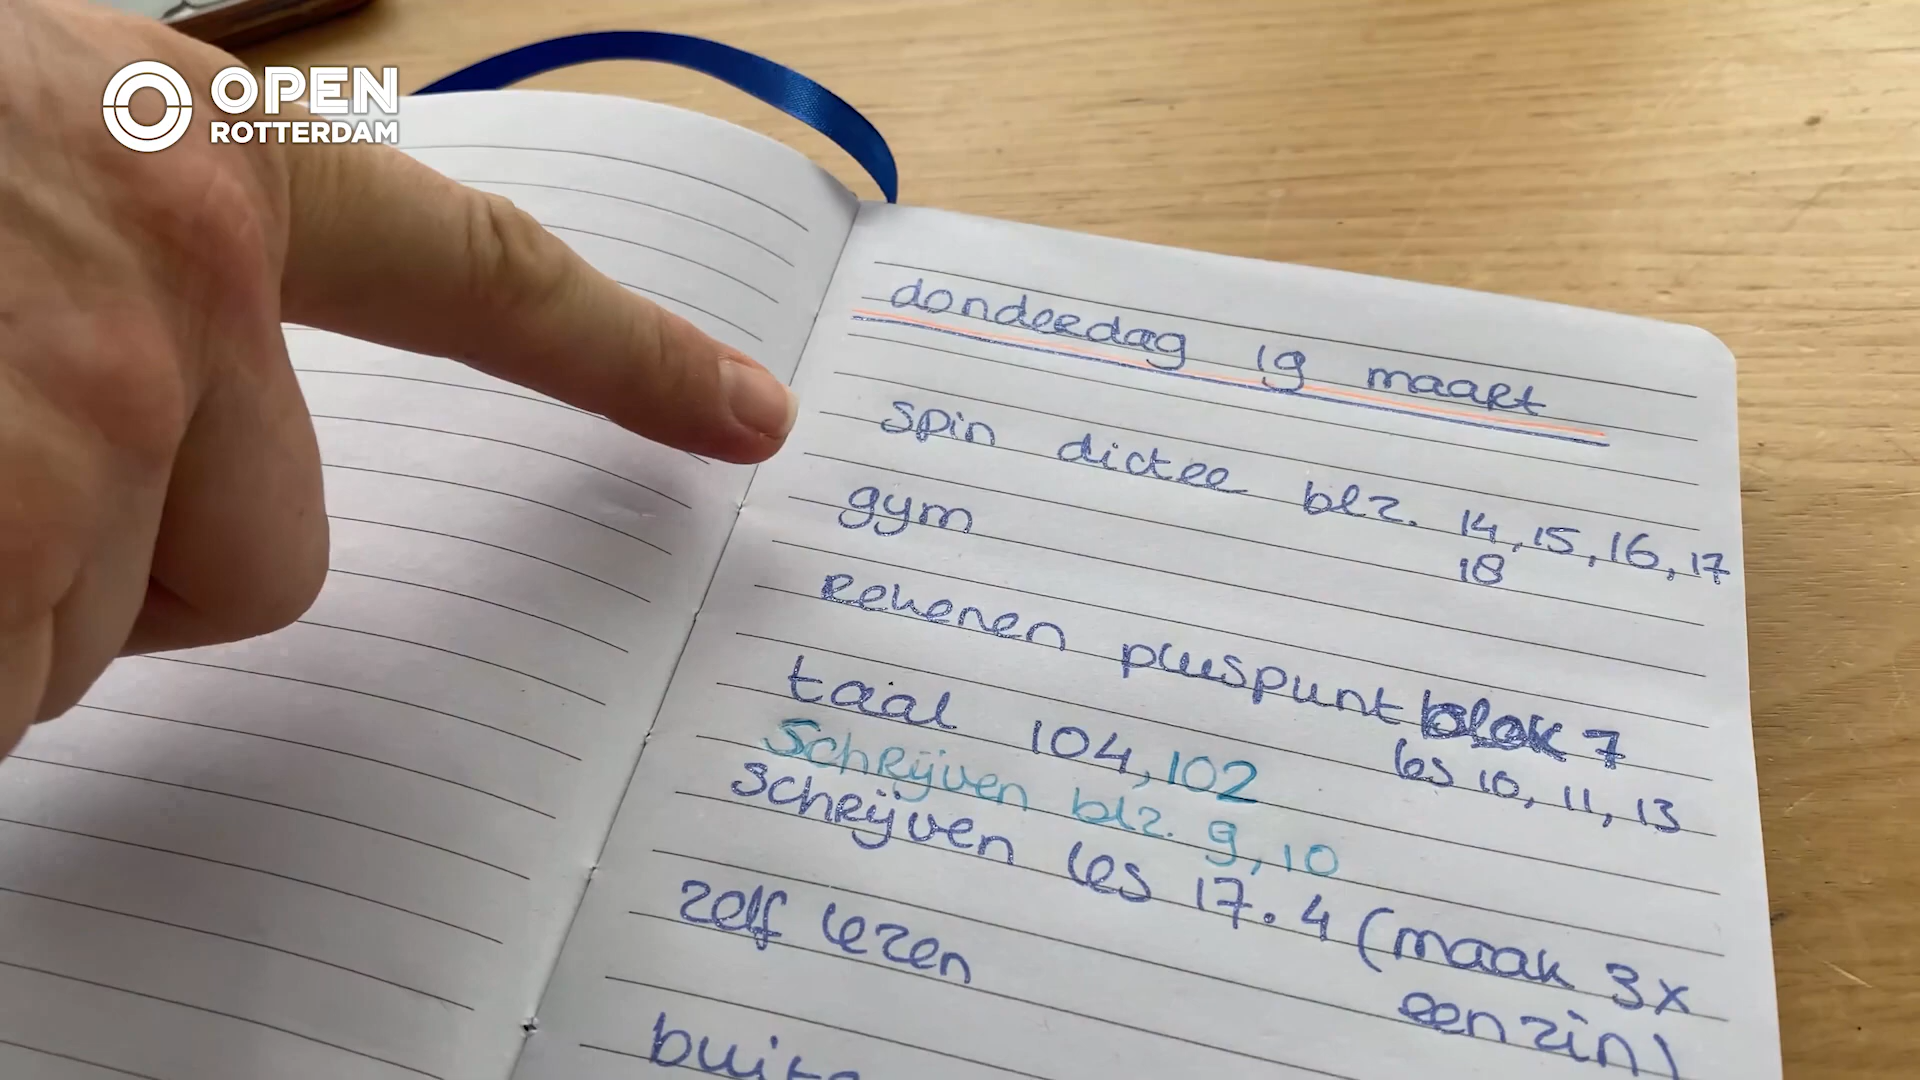 OPEN
ROTTERDAM
donderdag 19 maart
spin dictee blz. 14, 15, 16, 17
18
gym
rekenen pluspunt blok 7
les 10, 11, 13
taal 104, 102
schrijven blz. 9, 10
schrijven les 17.4 (maak 3x
een zin)
zelf lezen